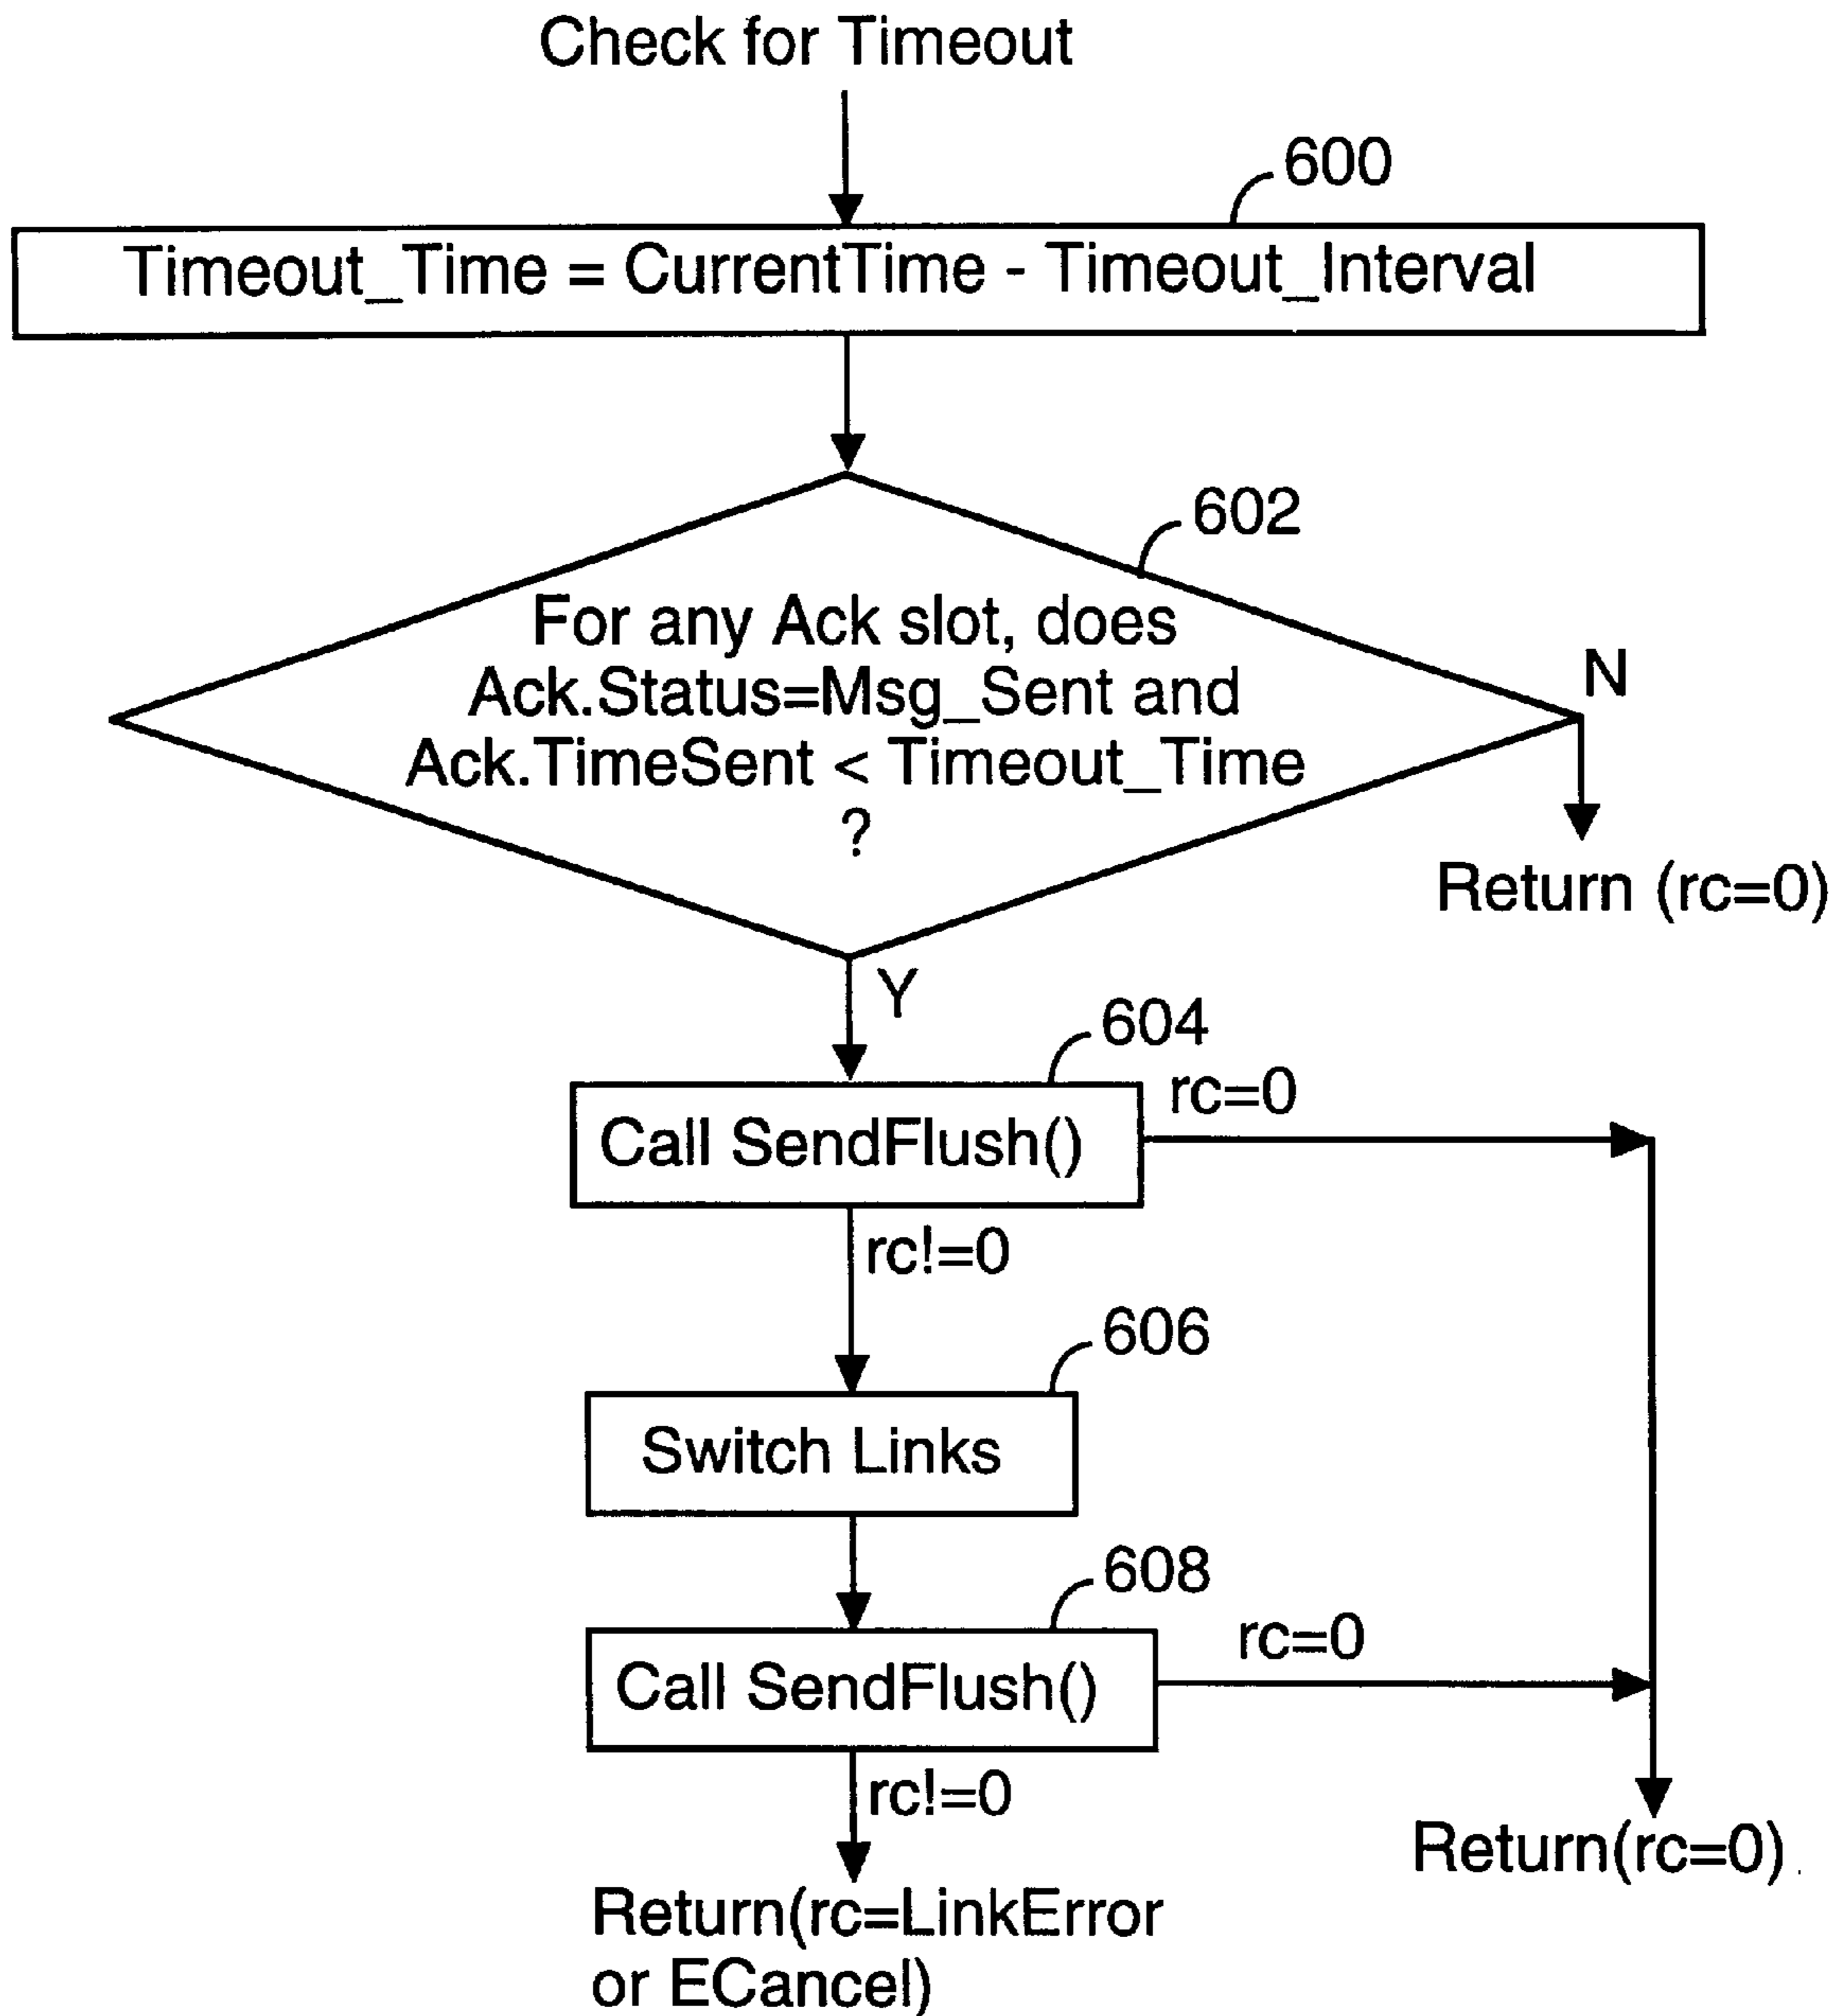 Check for Timeout
600
Timeout_Time = CurrentTime - Timeout_Interval
602
For any Ack slot, does
Ack.Status=Msg_Sent and
Ack.TimeSent < Timeout_Time
?
N
Return (rc=0)
Y
604
rc=0
Call SendFlush()
rc!=0
606
Switch Links
608
rc=0
Call SendFlush()
rc!=0
Return(rc=0)
Return(rc=LinkError
or ECancel)